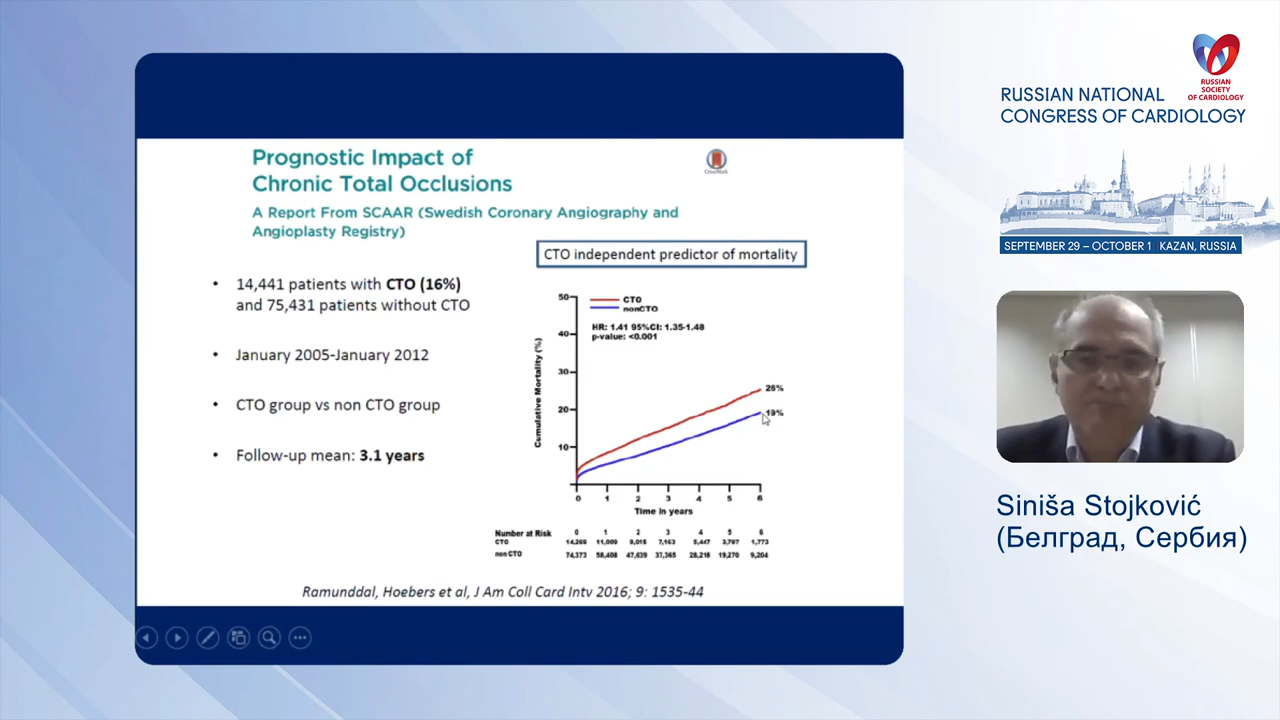 Prognostic Impact of
Chronic Total Occlusions
A Report From SCAAR (Swedish Coronary Angiography and
Angioplasty Registry)
CrossMark
• 14,441 patients with CTO (16%)
and 75,431 patients without CTO
• January 2005-January 2012
• CTO group vs non CTO group
• Follow-up mean: 3.1 years
CTO independent predictor of mortality
CTO
nonCTO
HR: 1.41 95%CI: 1.35-1.48
p-value: <0.001
Cumulative Mortality (%)
50
40
30
20
10
26%
19%
0 1 2 3 4 5 6
Time in years
Number at Risk 0 1 2 3 4 5 6
CTO 14,269 11,009 9,015 7,163 5,447 3,797 1,773
non CTO 74,373 58,408 47,639 37,365 28,218 19,270 9,204
Ramunddal, Hoebers et al, J Am Coll Card Intv 2016; 9: 1535-44
RUSSIAN
SOCIETY
OF CARDIOLOGY
RUSSIAN NATIONAL
CONGRESS OF CARDIOLOGY
SEPTEMBER 29 – OCTOBER 1 KAZAN, RUSSIA
Siniša Stojković
(Белград, Сербия)